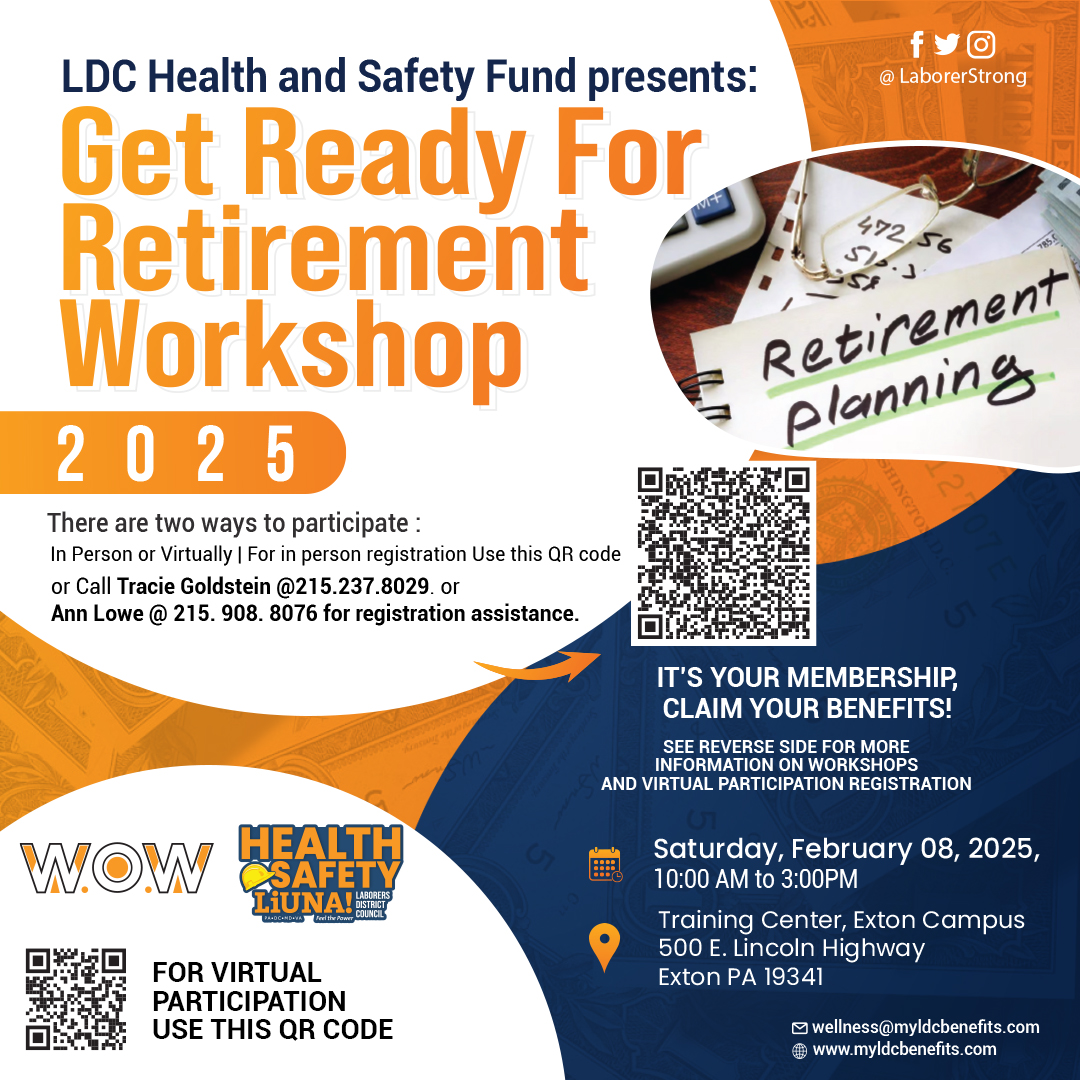 @ LaborerStrong
LDC Health and Safety Fund presents:
Get Ready For
Retirement
Workshop
2025
M+
472 56
Retirement
planning
There are two ways to participate :
In Person or Virtually | For in person registration Use this QR code
or Call Tracie Goldstein @215.237.8029. or
Ann Lowe @ 215. 908. 8076 for registration assistance.
IT'S YOUR MEMBERSHIP,
CLAIM YOUR BENEFITS!
SEE REVERSE SIDE FOR MORE
INFORMATION ON WORKSHOPS
AND VIRTUAL PARTICIPATION REGISTRATION
W.O.W
HEALTH
SAFETY
LiUNA!
LABORERS
DISTRICT
COUNCIL
PA•DC•MD•VA
Feel the Power
Saturday, February 08, 2025,
10:00 AM to 3:00PM
Training Center, Exton Campus
500 E. Lincoln Highway
Exton PA 19341
FOR VIRTUAL
PARTICIPATION
USE THIS QR CODE
wellness@myldcbenefits.com
www.myldcbenefits.com